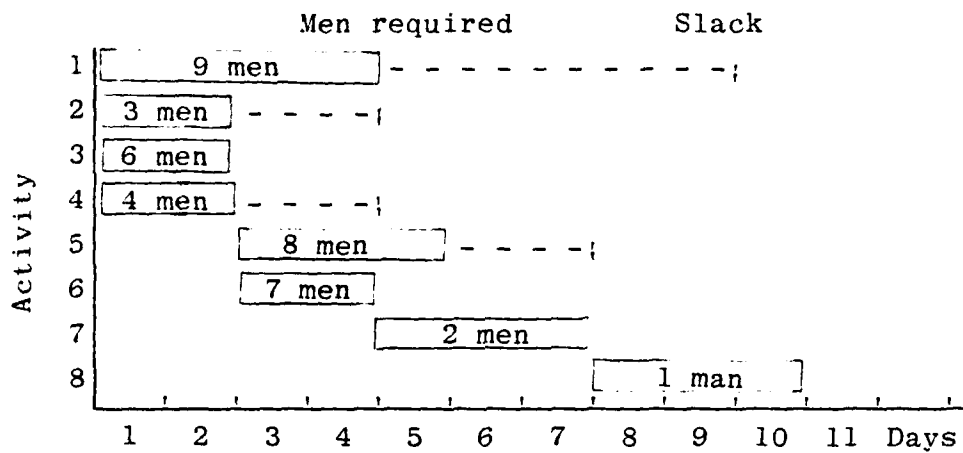 Men required Slack
1 9 men
2 3 men
3 6 men
4 4 men
5 8 men
6 7 men
7 2 men
8 1 man
Activity
1 2 3 4 5 6 7 8 9 10 11 Days